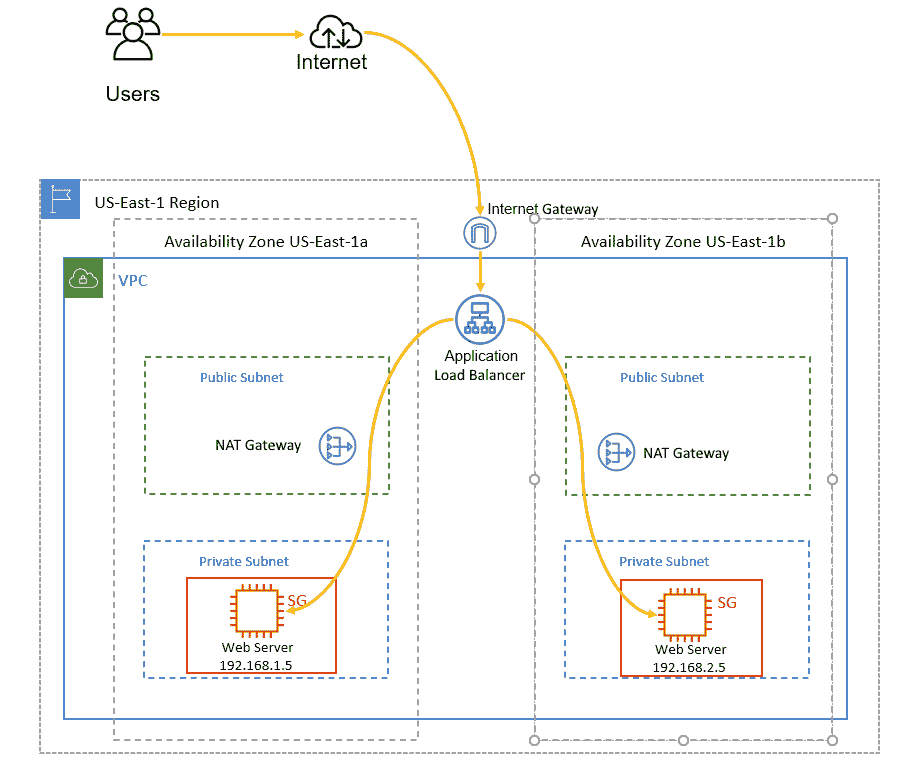 Users
Internet
US-East-1 Region
Internet Gateway
Availability Zone US-East-1a
Availability Zone US-East-1b
VPC
Application
Load Balancer
Public Subnet
Public Subnet
NAT Gateway
NAT Gateway
Private Subnet
Private Subnet
SG
Web Server
192.168.1.5
SG
Web Server
192.168.2.5